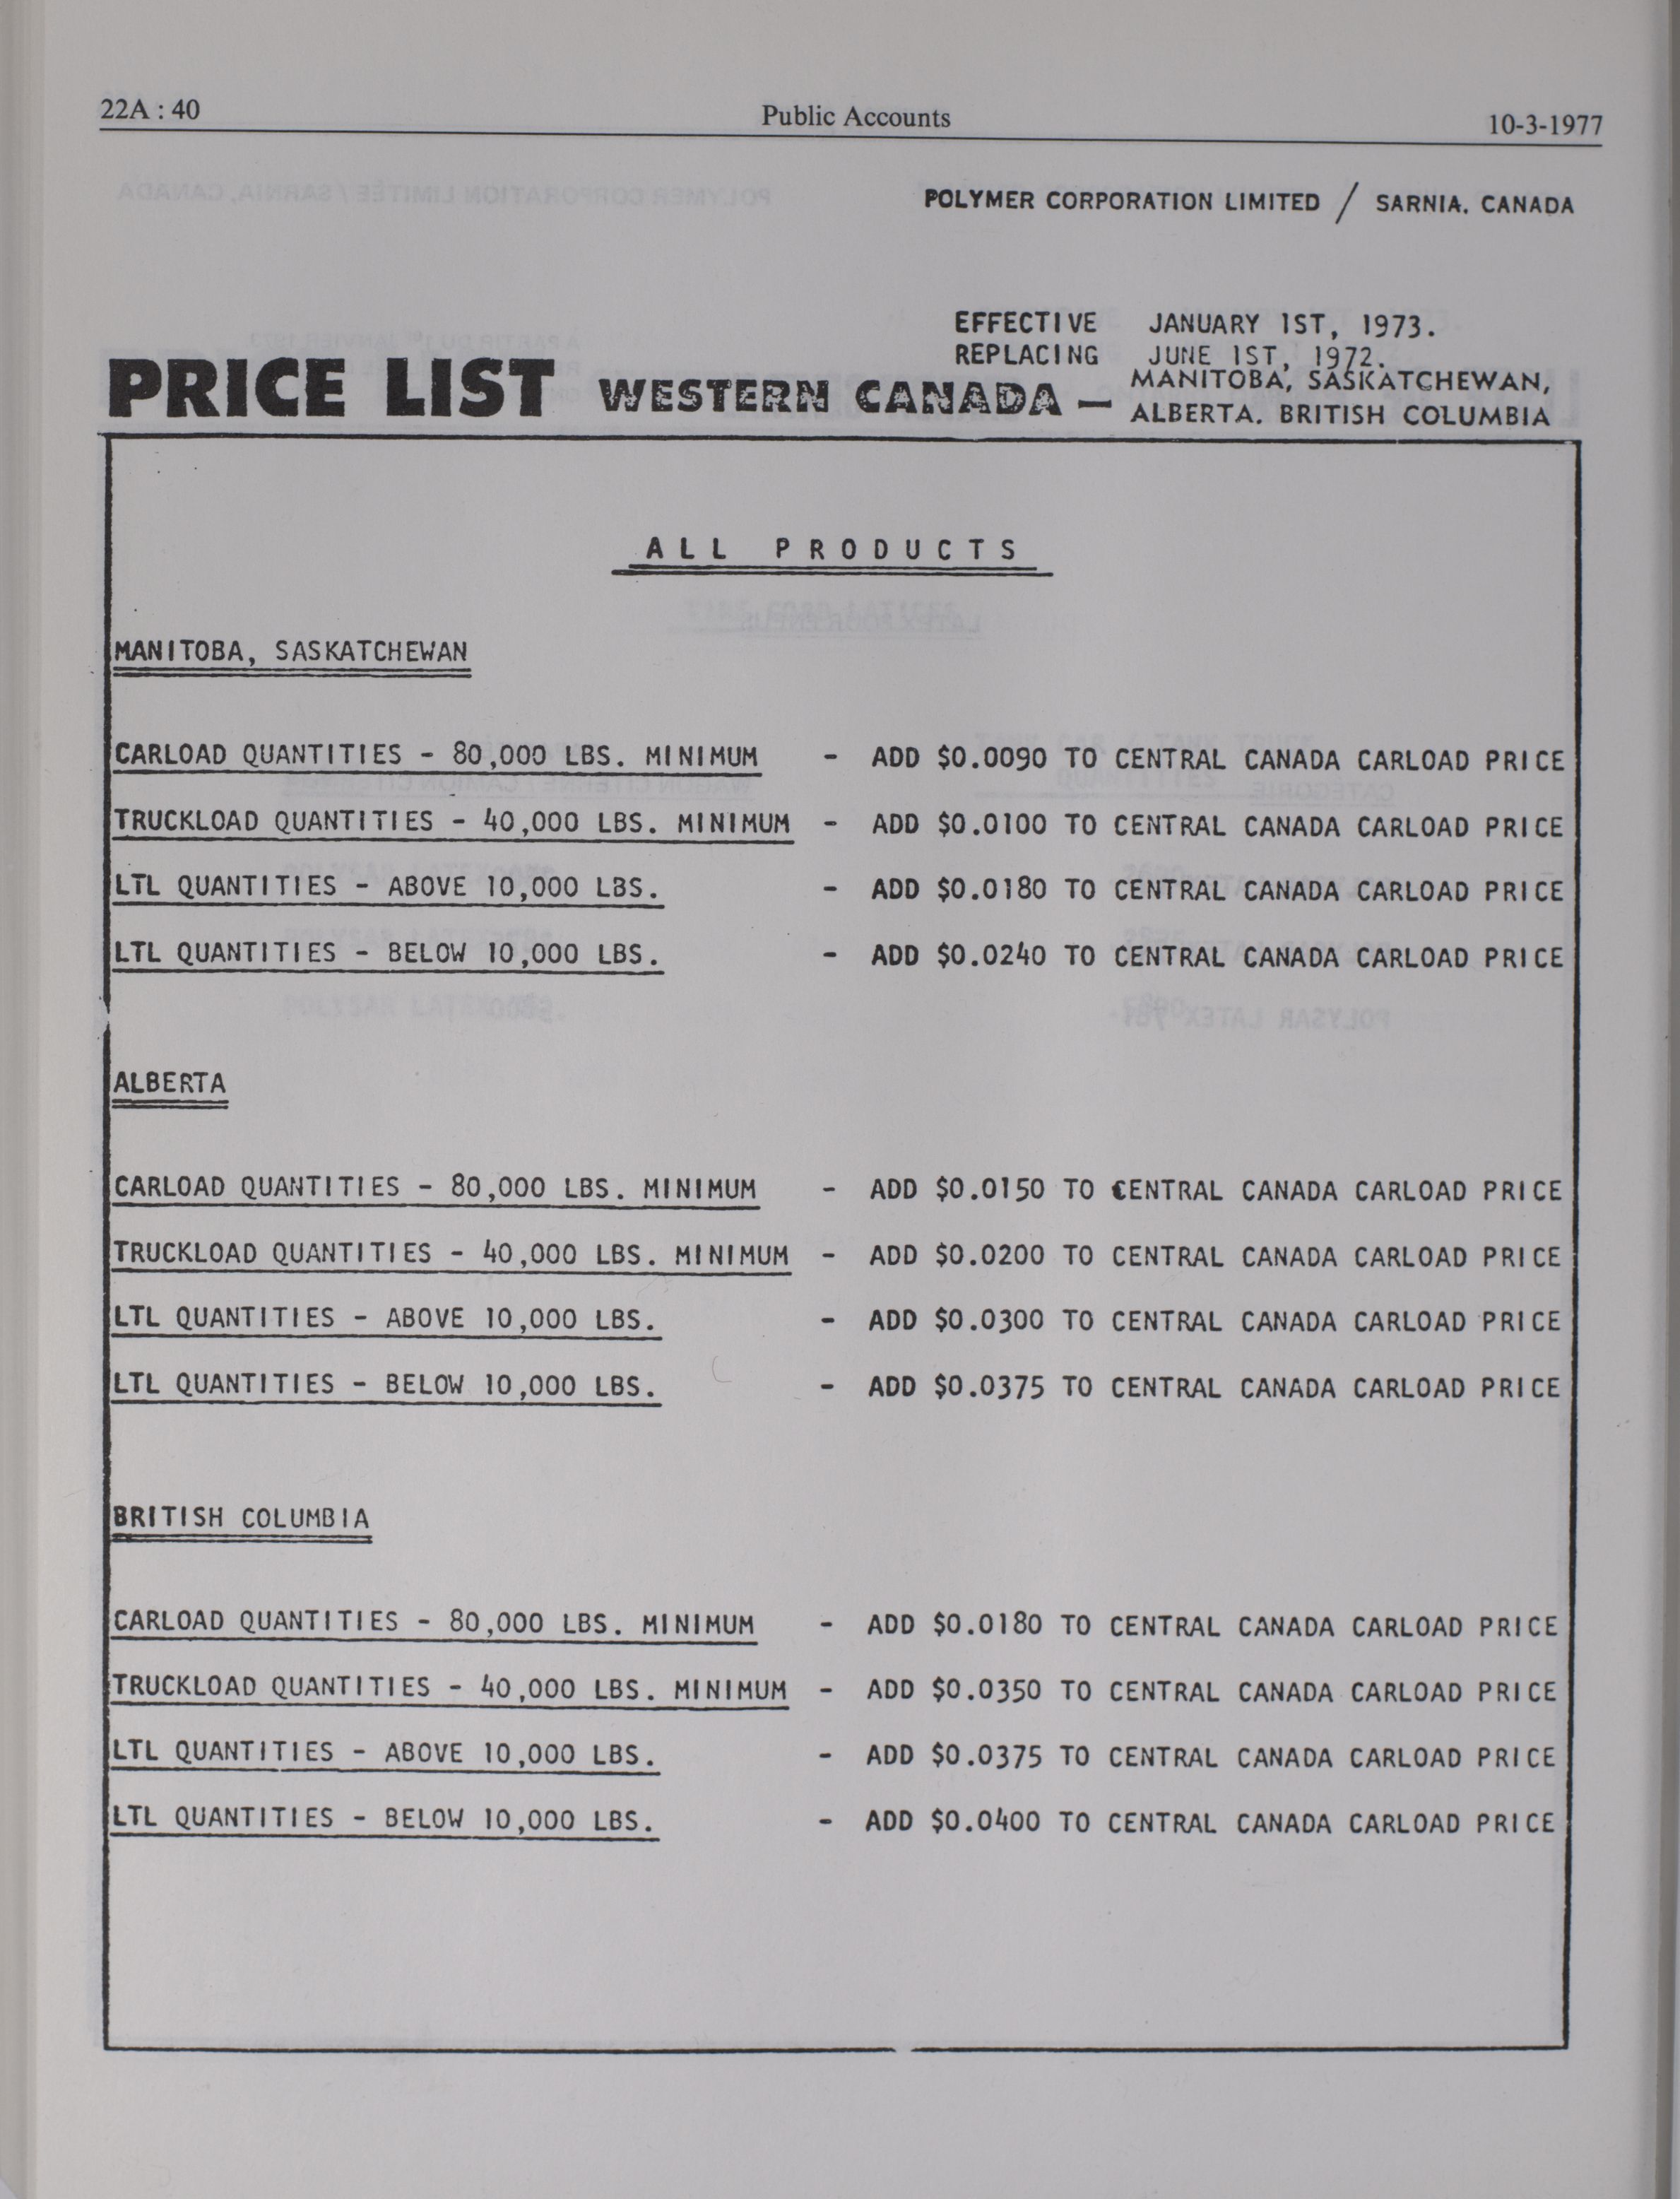 22A : 40 Public Accounts 10-3-1977
POLYMER CORPORATION LIMITED / SARNIA. CANADA
EFFECTIVE JANUARY 1ST, 1973.
REPLACING JUNE 1ST, 1972.
PRICE LIST WESTERN CANADA — MANITOBA, SASKATCHEWAN,
ALBERTA. BRITISH COLUMBIA
ALL PRODUCTS
MANITOBA, SASKATCHEWAN
CARLOAD QUANTITIES - 80,000 LBS. MINIMUM - ADD $0.0090 TO CENTRAL CANADA CARLOAD PRICE
TRUCKLOAD QUANTITIES - 40,000 LBS. MINIMUM - ADD $0.0100 TO CENTRAL CANADA CARLOAD PRICE
LTL QUANTITIES - ABOVE 10,000 LBS. - ADD $0.0180 TO CENTRAL CANADA CARLOAD PRICE
LTL QUANTITIES - BELOW 10,000 LBS. - ADD $0.0240 TO CENTRAL CANADA CARLOAD PRICE
ALBERTA
CARLOAD QUANTITIES - 80,000 LBS. MINIMUM - ADD $0.0150 TO CENTRAL CANADA CARLOAD PRICE
TRUCKLOAD QUANTITIES - 40,000 LBS. MINIMUM - ADD $0.0200 TO CENTRAL CANADA CARLOAD PRICE
LTL QUANTITIES - ABOVE 10,000 LBS. - ADD $0.0300 TO CENTRAL CANADA CARLOAD PRICE
LTL QUANTITIES - BELOW 10,000 LBS. - ADD $0.0375 TO CENTRAL CANADA CARLOAD PRICE
BRITISH COLUMBIA
CARLOAD QUANTITIES - 80,000 LBS. MINIMUM - ADD $0.0180 TO CENTRAL CANADA CARLOAD PRICE
TRUCKLOAD QUANTITIES - 40,000 LBS. MINIMUM - ADD $0.0350 TO CENTRAL CANADA CARLOAD PRICE
LTL QUANTITIES - ABOVE 10,000 LBS. - ADD $0.0375 TO CENTRAL CANADA CARLOAD PRICE
LTL QUANTITIES - BELOW 10,000 LBS. - ADD $0.0400 TO CENTRAL CANADA CARLOAD PRICE